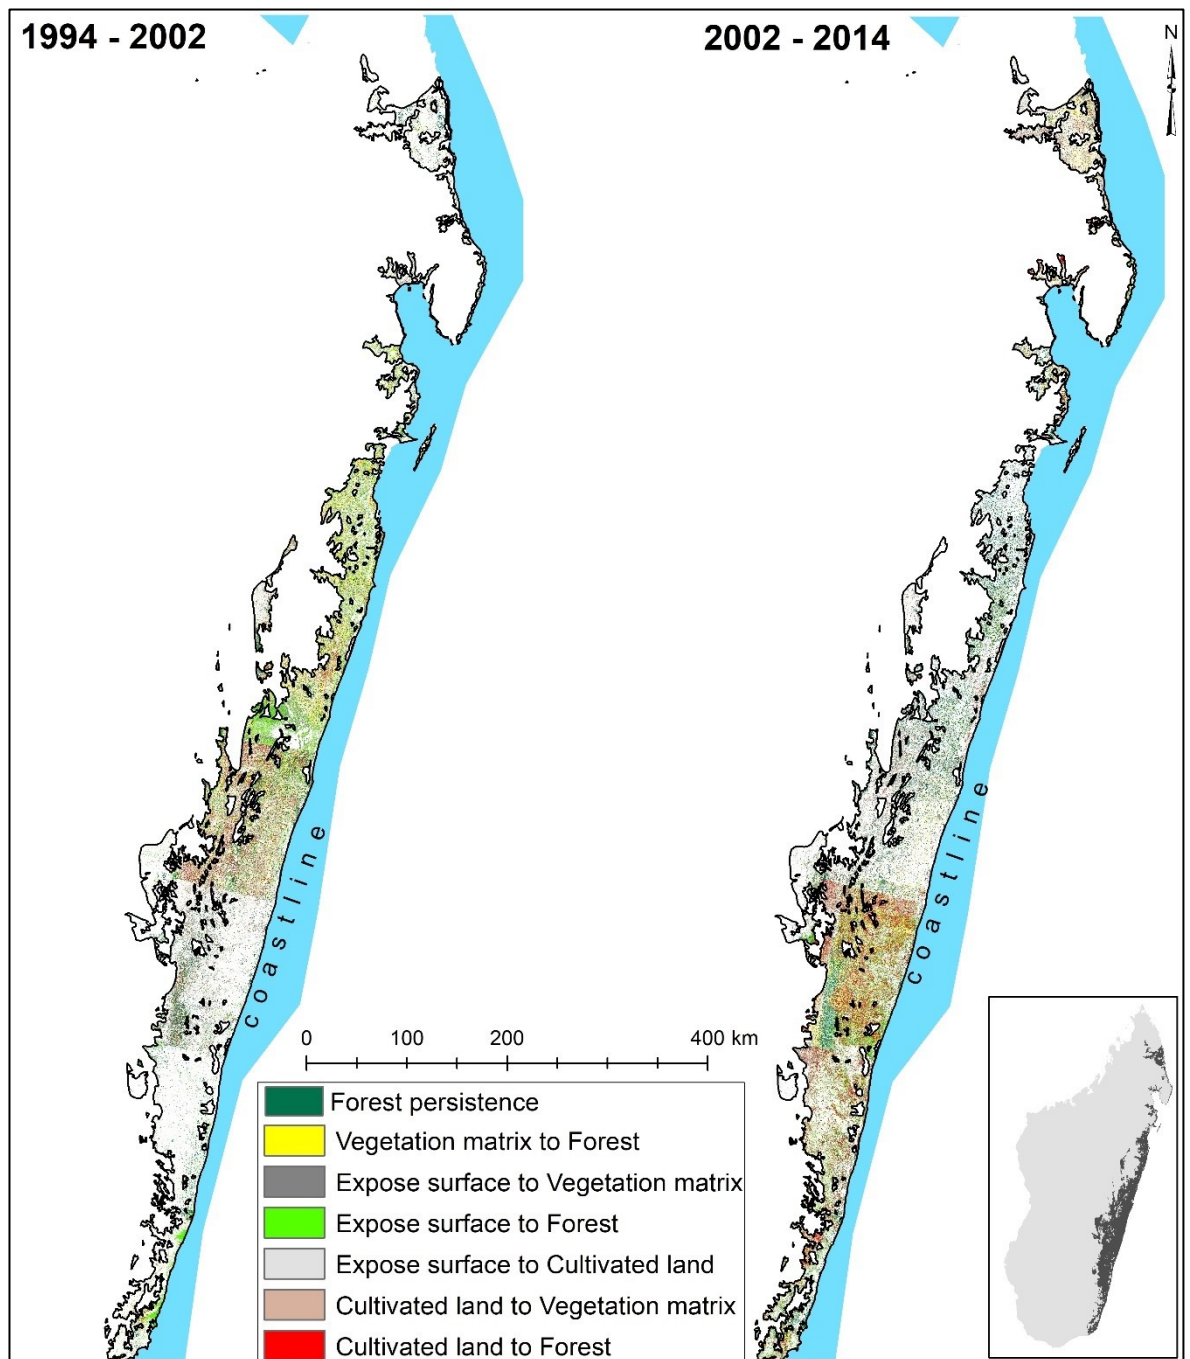 1994 - 2002
2002 - 2014
N
coastline
coastline
0 100 200 400 km
Forest persistence
Vegetation matrix to Forest
Expose surface to Vegetation matrix
Expose surface to Forest
Expose surface to Cultivated land
Cultivated land to Vegetation matrix
Cultivated land to Forest